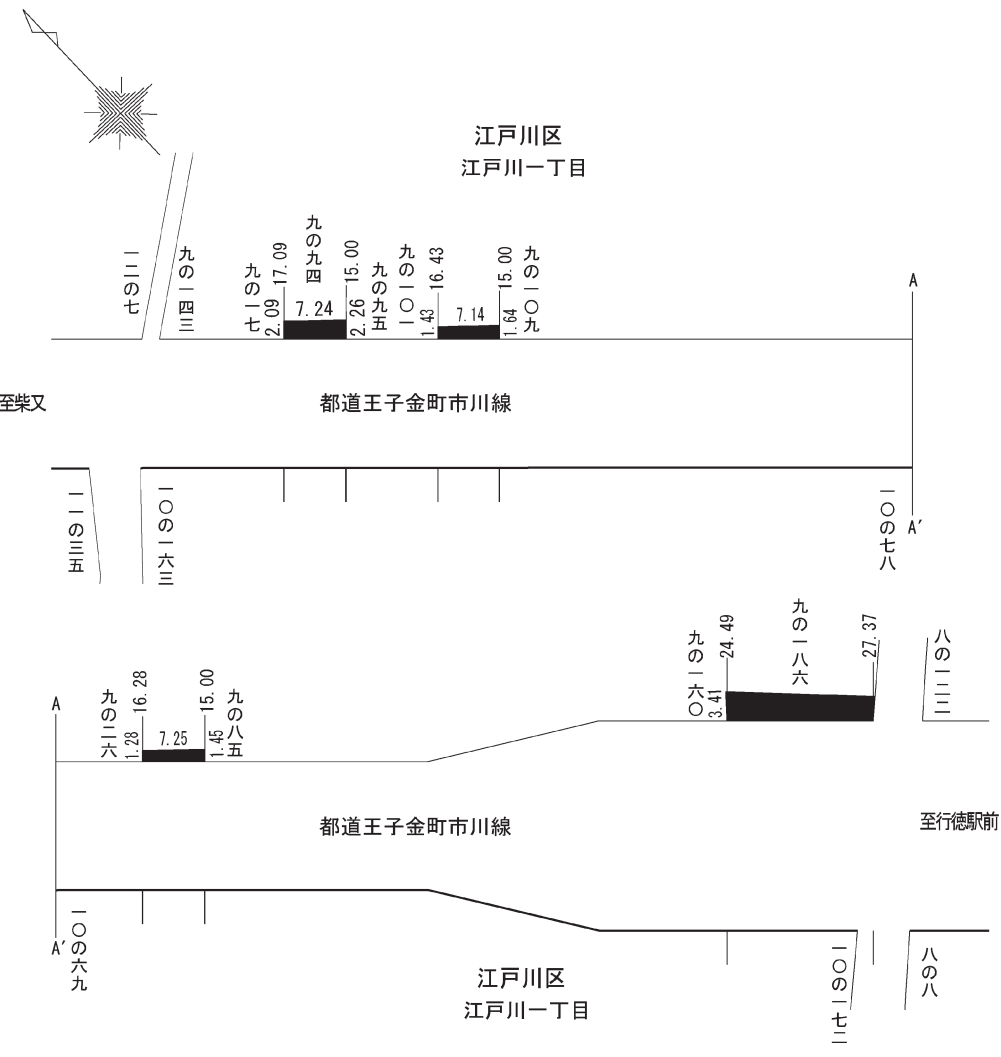 江戸川区
江戸川一丁目
一二の七
九の一四三
九の一七
2.09
17.09
7.24
九の九四
15.00
2.26
九の九五
九の一〇一
1.43
16.43
7.14
15.00
1.64
九の一〇九
A
至柴又
都道王子金町市川線
一一の三五
一〇の一六三
一〇の七八
A'
A
九の二六
1.28
16.28
7.25
15.00
1.45
九の八五
九の一六〇
3.41
24.49
九の一八六
27.37
八の一二二
都道王子金町市川線
至行徳駅前
A'
一〇の六九
江戸川区
江戸川一丁目
一〇の一七二
八の八